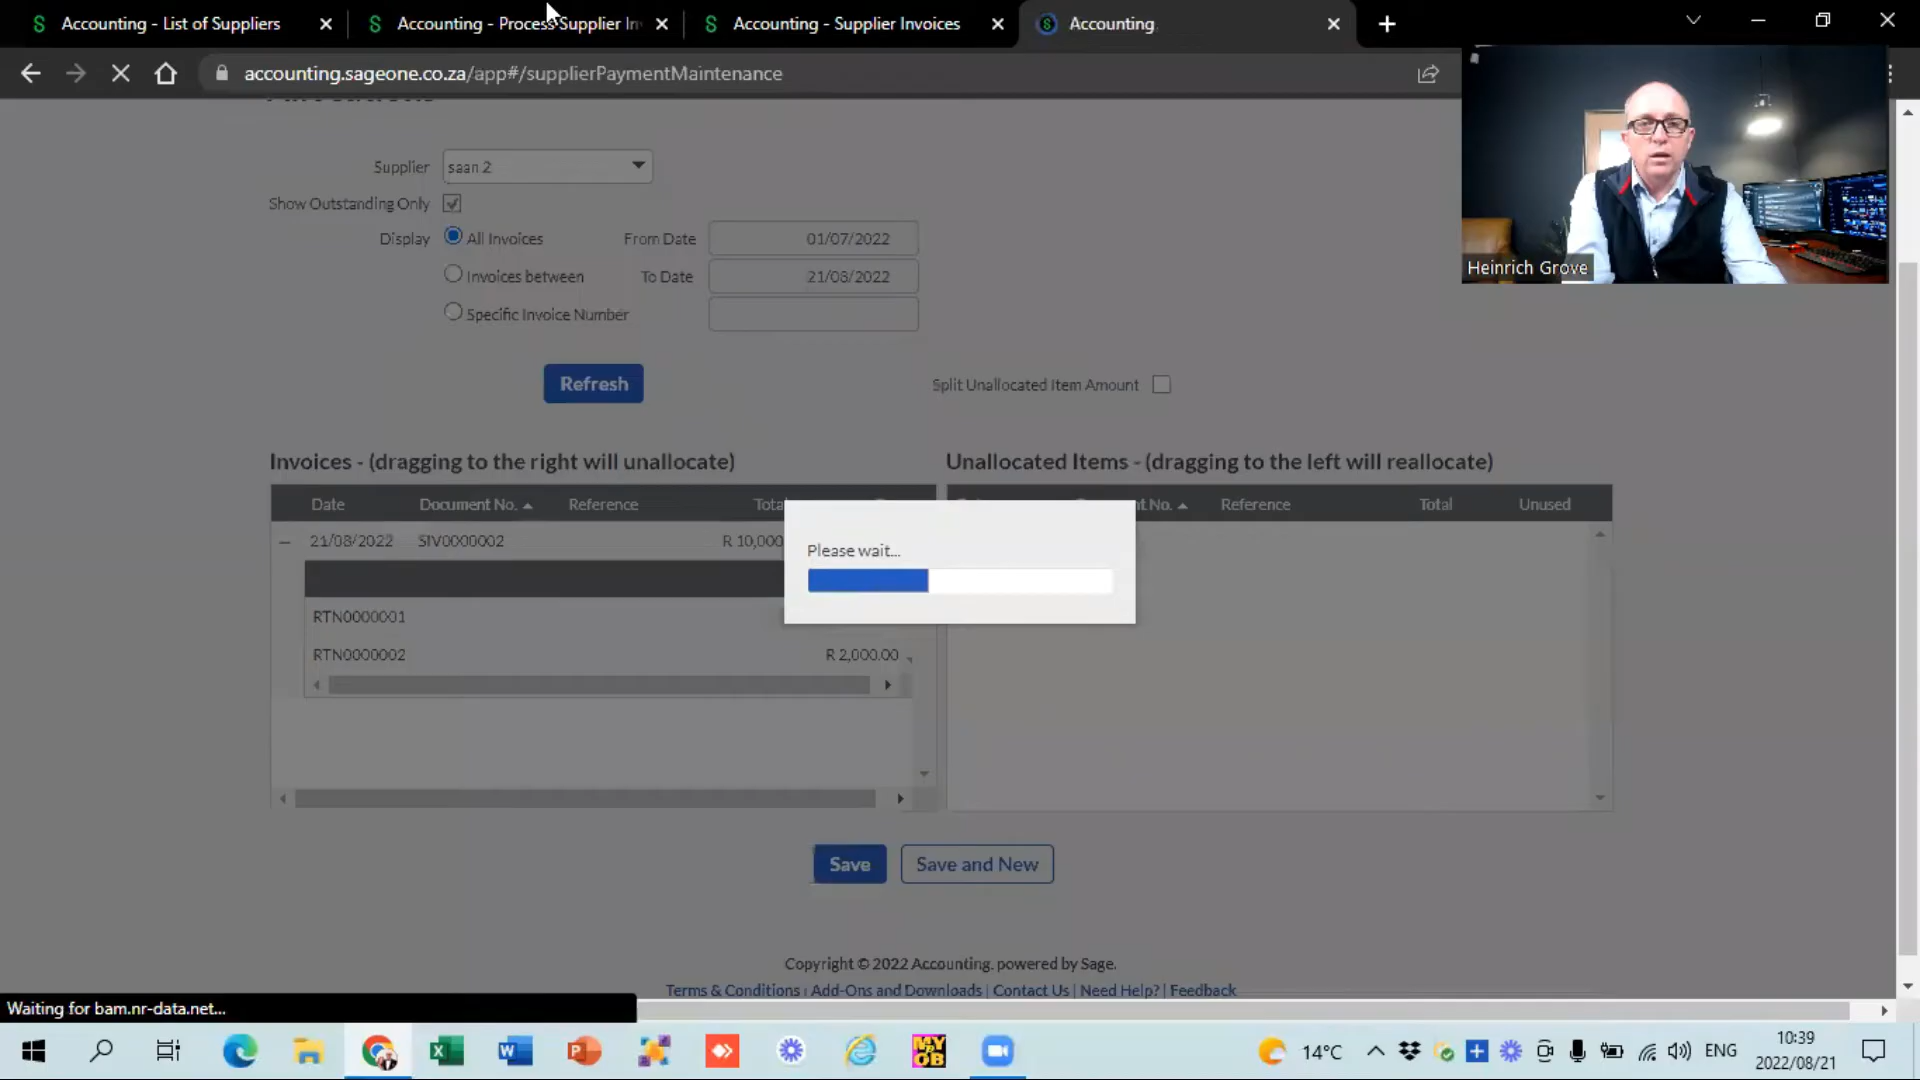 Accounting - List of Suppliers
Accounting - Process Supplier In
Accounting - Supplier Invoices
Accounting
accounting.sageone.co.za/app#/supplierPaymentMaintenance
Heinrich Grove
Supplier saan 2
Show Outstanding Only
Display All Invoices From Date 01/07/2022
Invoices between To Date 21/08/2022
Specific Invoice Number
Refresh
Split Unallocated Item Amount
Invoices - (dragging to the right will unallocate)
Unallocated Items - (dragging to the left will reallocate)
Date Document No. Reference Total
No. Reference Total Unused
21/08/2022 SIV0000002 R 10,000
Please wait...
RTN0000001
RTN0000002 R 2,000.00
Save
Save and New
Copyright © 2022 Accounting. powered by Sage.
Terms & Conditions | Add-Ons and Downloads | Contact Us | Need Help? | Feedback
Waiting for bam.nr-data.net...
MY
OB
14°C
ENG
10:39
2022/08/21